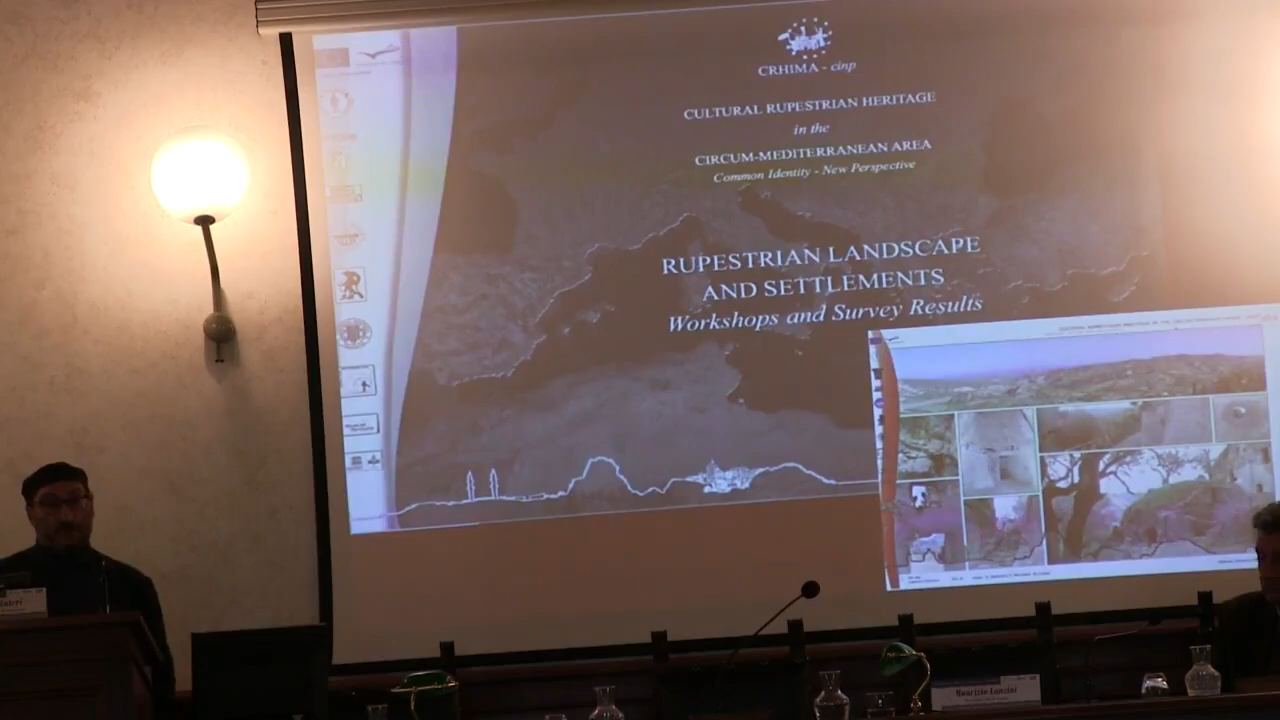 CRHIMA - cinp
CULTURAL RUPESTRIAN HERITAGE
in the
CIRCUM-MEDITERRANEAN AREA
Common Identity - New Perspective
RUPESTRIAN LANDSCAPE
AND SETTLEMENTS
Workshops and Survey Results
Maurizio Lanzini